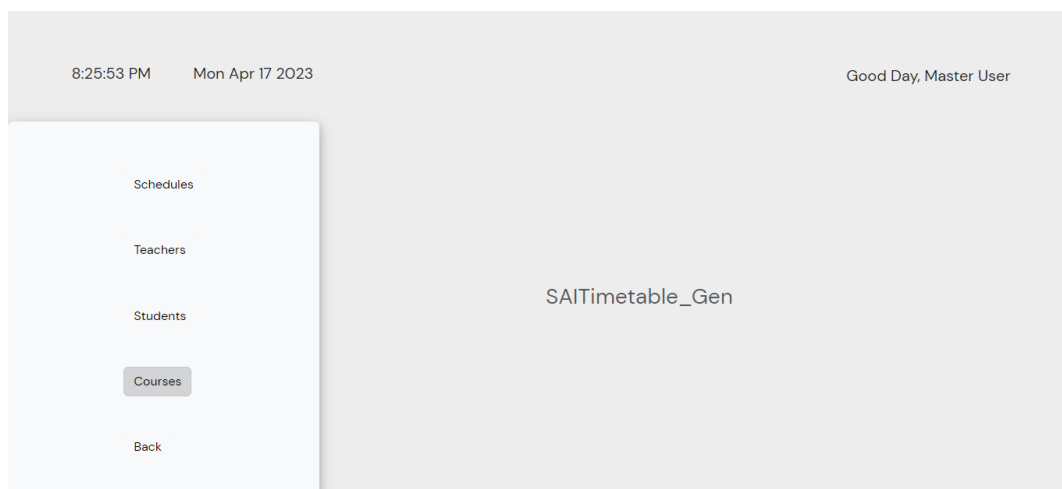 8:25:53 PM Mon Apr 17 2023 Good Day, Master User
Schedules
Teachers
SAITimetable_Gen
Students
Courses
Back